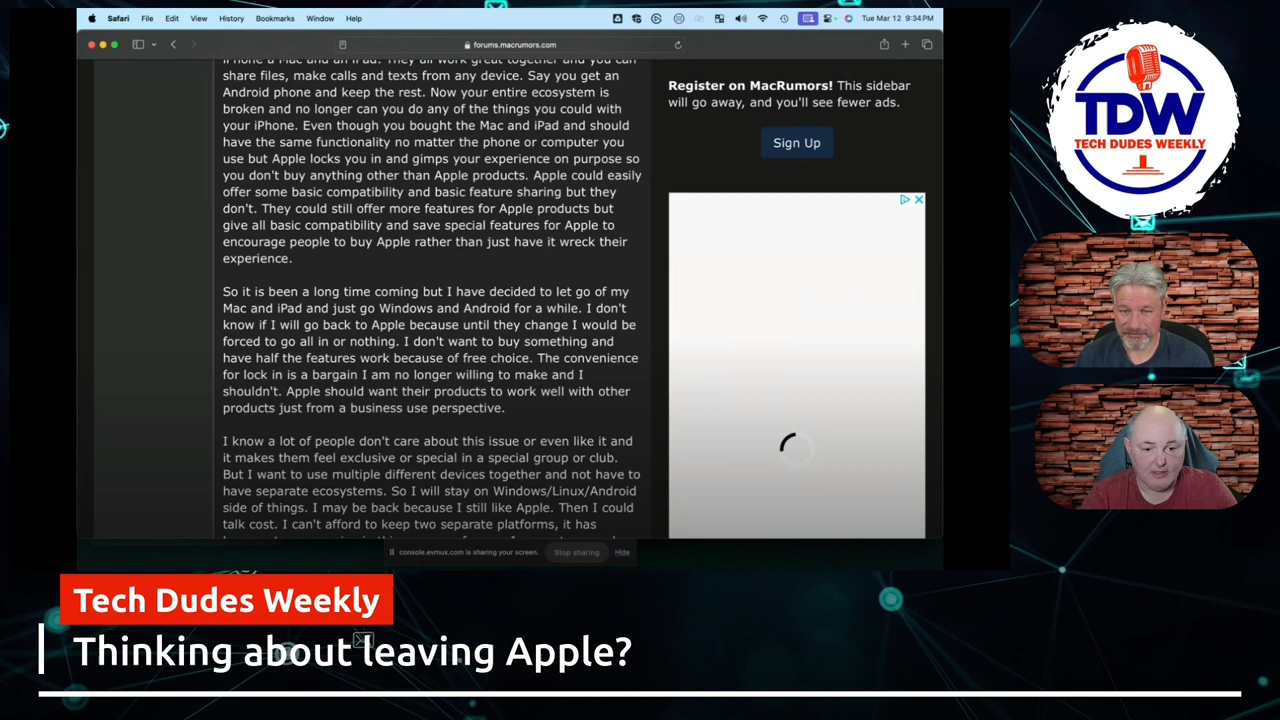 Safari File Edit View History Bookmarks Window Help
Tue Mar 12 9:34 PM
forums.macrumors.com
iPhone a Mac and an iPad. They all work great together and you can
share files, make calls and texts from any device. Say you get an
Android phone and keep the rest. Now your entire ecosystem is
broken and no longer can you do any of the things you could with
your iPhone. Even though you bought the Mac and iPad and should
have the same functionality no matter the phone or computer you
use but Apple locks you in and gimps your experience on purpose so
you don't buy anything other than Apple products. Apple could easily
offer some basic compatibility and basic feature sharing but they
don't. They could still offer more features for Apple products but
give all basic compatibility and save special features for Apple to
encourage people to buy Apple rather than just have it wreck their
experience.
So it is been a long time coming but I have decided to let go of my
Mac and iPad and just go Windows and Android for a while. I don't
know if I will go back to Apple because until they change I would be
forced to go all in or nothing. I don't want to buy something and
have half the features work because of free choice. The convenience
for lock in is a bargain I am no longer willing to make and I
shouldn't. Apple should want their products to work well with other
products just from a business use perspective.
I know a lot of people don't care about this issue or even like it and
it makes them feel exclusive or special in a special group or club.
But I want to use multiple different devices together and not have to
have separate ecosystems. So I will stay on Windows/Linux/Android
side of things. I may be back because I still like Apple. Then I could
talk cost. I can't afford to keep two separate platforms, it has
Register on MacRumors! This sidebar
will go away, and you'll see fewer ads.
Sign Up
console.evmux.com is sharing your screen.
Stop sharing
Hide
TDW
TECH DUDES WEEKLY
Tech Dudes Weekly
Thinking about leaving Apple?